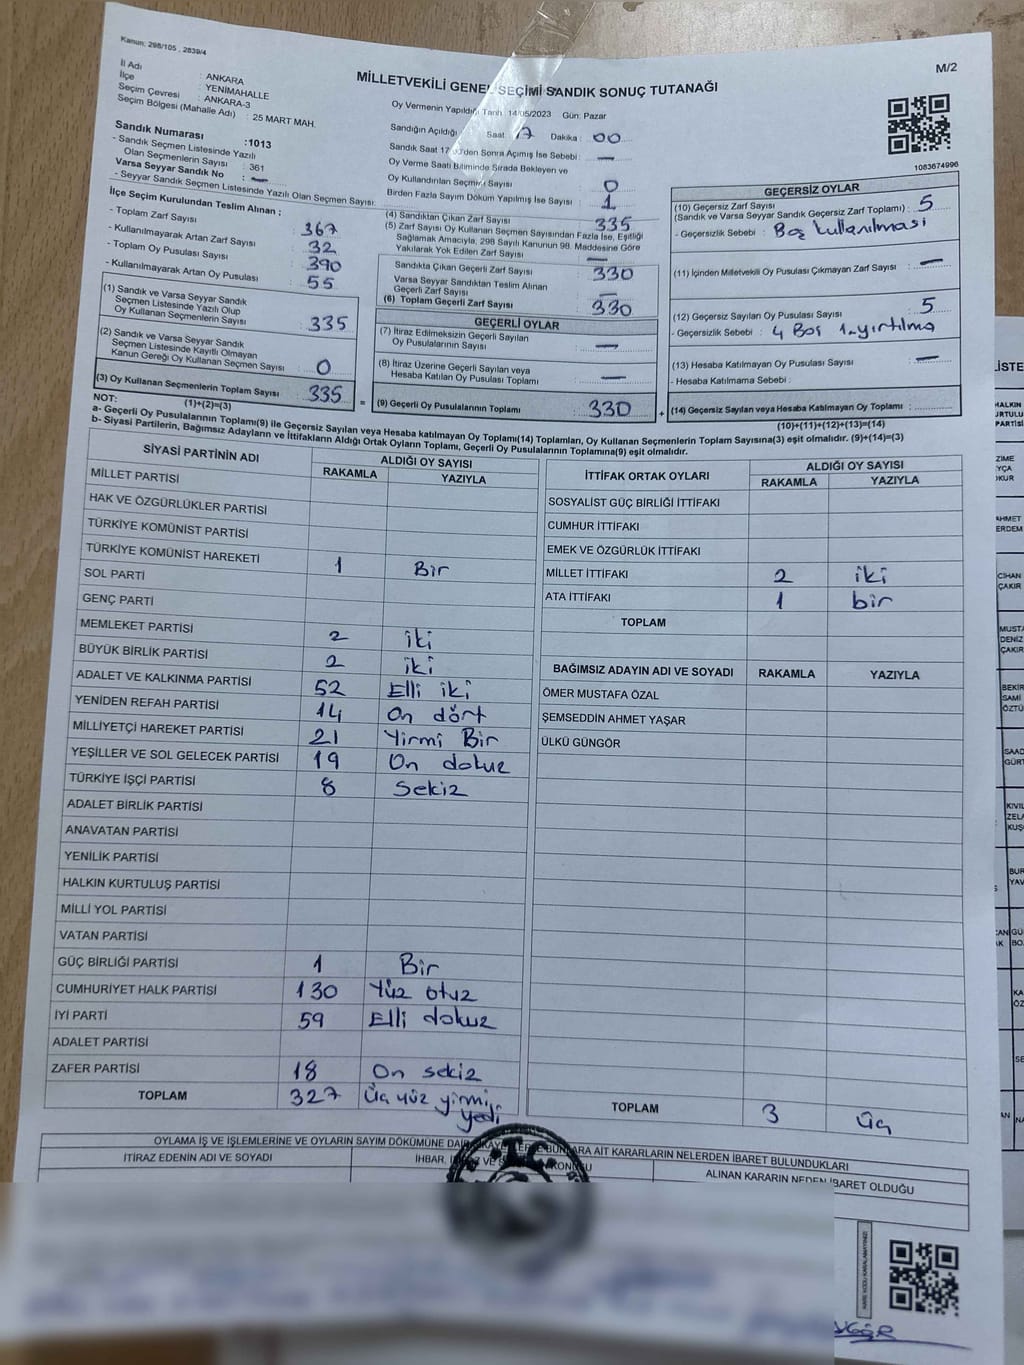 Kanun: 298/105 , 2839/4
M/2
MİLLETVEKİLİ GENEL SEÇİMİ SANDIK SONUÇ TUTANAĞI
İl Adı : ANKARA
İlçe : YENİMAHALLE
Seçim Çevresi : ANKARA-3
Seçim Bölgesi (Mahalle Adı) : 25 MART MAH.
Oy Vermenin Yapıldığı Tarih 14/05/2023 Gün: Pazar
Sandığın Açıldığı Saat 17 Dakika : 00
Sandık Numarası :1013
- Sandık Seçmen Listesinde Yazılı
Olan Seçmenlerin Sayısı : 361
Varsa Seyyar Sandık No : —
- Seyyar Sandık Seçmen Listesinde Yazılı Olan Seçmen Sayısı
Sandık Saat 17'den Sonra Açımış İse Sebebi : —
Oy Verme Saati Bitiminde Sırada Bekleyen ve
Oy Kullandırılan Seçmen Sayısı : 0
Birden Fazla Sayım Döküm Yapılmış İse Sayısı : 1
1083674996
İlçe Seçim Kurulundan Teslim Alınan ;
- Toplam Zarf Sayısı : 367
- Kullanılmayarak Artan Zarf Sayısı : 32
- Toplam Oy Pusulası Sayısı : 390
- Kullanılmayarak Artan Oy Pusulası : 55
(1) Sandık ve Varsa Seyyar Sandık
Seçmen Listesinde Yazılı Olup
Oy Kullanan Seçmenlerin Sayısı : 335
(2) Sandık ve Varsa Seyyar Sandık
Seçmen Listesinde Kayıtlı Olmayan
Kanun Gereği Oy Kullanan Seçmen Sayısı : 0
(3) Oy Kullanan Seçmenlerin Toplam Sayısı : 335
(1)+(2)=(3)
(4) Sandıktan Çıkan Zarf Sayısı : 335
(5) Zarf Sayısı Oy Kullanan Seçmen Sayısından Fazla İse, Eşitliği
Sağlamak Amacıyla, 298 Sayılı Kanunun 98. Maddesine Göre
Yakılarak Yok Edilen Zarf Sayısı : —
Sandıkta Çıkan Geçerli Zarf Sayısı : 330
Varsa Seyyar Sandıktan Teslim Alınan
Geçerli Zarf Sayısı : —
(6) Toplam Geçerli Zarf Sayısı : 330
GEÇERLİ OYLAR
(7) İtiraz Edilmeksizin Geçerli Sayılan
Oy Pusulalarının Sayısı : —
(8) İtiraz Üzerine Geçerli Sayılan veya
Hesaba Katılan Oy Pusulası Toplamı : —
= (9) Geçerli Oy Pusulalarının Toplamı : 330
GEÇERSİZ OYLAR
(10) Geçersiz Zarf Sayısı : 5
(Sandık ve Varsa Seyyar Sandık Geçersiz Zarf Toplamı)
- Geçersizlik Sebebi : Boş kullanılması
(11) İçinden Milletvekili Oy Pusulası Çıkmayan Zarf Sayısı : —
(12) Geçersiz Sayılan Oy Pusulası Sayısı : 5
- Geçersizlik Sebebi : 4 Boş 1-yırtılma
(13) Hesaba Katılmayan Oy Pusulası Sayısı : —
- Hesaba Katılmama Sebebi :
+ (14) Geçersiz Sayılan veya Hesaba Katılmayan Oy Toplamı :
(10)+(11)+(12)+(13)=(14)
NOT:
a- Geçerli Oy Pusulalarının Toplamı(9) ile Geçersiz Sayılan veya Hesaba katılmayan Oy Toplamı(14) Toplamları, Oy Kullanan Seçmenlerin Toplam Sayısına(3) eşit olmalıdır. (9)+(14)=(3)
b- Siyasi Partilerin, Bağımsız Adayların ve İttifakların Aldığı Ortak Oyların Toplamı, Geçerli Oy Pusulalarının Toplamına(9) eşit olmalıdır.
SİYASİ PARTİNİN ADI ALDIĞI OY SAYISI
RAKAMLA YAZIYLA
MİLLET PARTİSİ
HAK VE ÖZGÜRLÜKLER PARTİSİ
TÜRKİYE KOMÜNİST PARTİSİ
TÜRKİYE KOMÜNİST HAREKETİ 1 Bir
SOL PARTİ
GENÇ PARTİ
MEMLEKET PARTİSİ 2 iki
BÜYÜK BİRLİK PARTİSİ 2 iki
ADALET VE KALKINMA PARTİSİ 52 Elli iki
YENİDEN REFAH PARTİSİ 14 On dört
MİLLİYETÇİ HAREKET PARTİSİ 21 Yirmi Bir
YEŞİLLER VE SOL GELECEK PARTİSİ 19 On dokuz
TÜRKİYE İŞÇİ PARTİSİ 8 Sekiz
ADALET BİRLİK PARTİSİ
ANAVATAN PARTİSİ
YENİLİK PARTİSİ
HALKIN KURTULUŞ PARTİSİ
MİLLİ YOL PARTİSİ
VATAN PARTİSİ
GÜÇ BİRLİĞİ PARTİSİ 1 Bir
CUMHURİYET HALK PARTİSİ 130 Yüz otuz
İYİ PARTİ 59 Elli dokuz
ADALET PARTİSİ
ZAFER PARTİSİ 18 On sekiz
TOPLAM 327 Üç yüz yirmi
yedi
İTTİFAK ORTAK OYLARI ALDIĞI OY SAYISI
RAKAMLA YAZIYLA
SOSYALİST GÜÇ BİRLİĞİ İTTİFAKI
CUMHUR İTTİFAKI
EMEK VE ÖZGÜRLÜK İTTİFAKI
MİLLET İTTİFAKI 2 iki
ATA İTTİFAKI 1 bir
TOPLAM
BAĞIMSIZ ADAYIN ADI VE SOYADI RAKAMLA YAZIYLA
ÖMER MUSTAFA ÖZAL
ŞEMSEDDİN AHMET YAŞAR
ÜLKÜ GÜNGÖR
TOPLAM 3 Üç
OYLAMA İŞ VE İŞLEMLERİNE VE OYLARIN SAYIM DÖKÜMÜNE BUNLARA AİT KARARLARIN NELERDEN İBARET BULUNDUKLARI
İTİRAZ EDENİN ADI VE SOYADI
ALINAN KARARIN NEDEN İBARET OLDUĞU